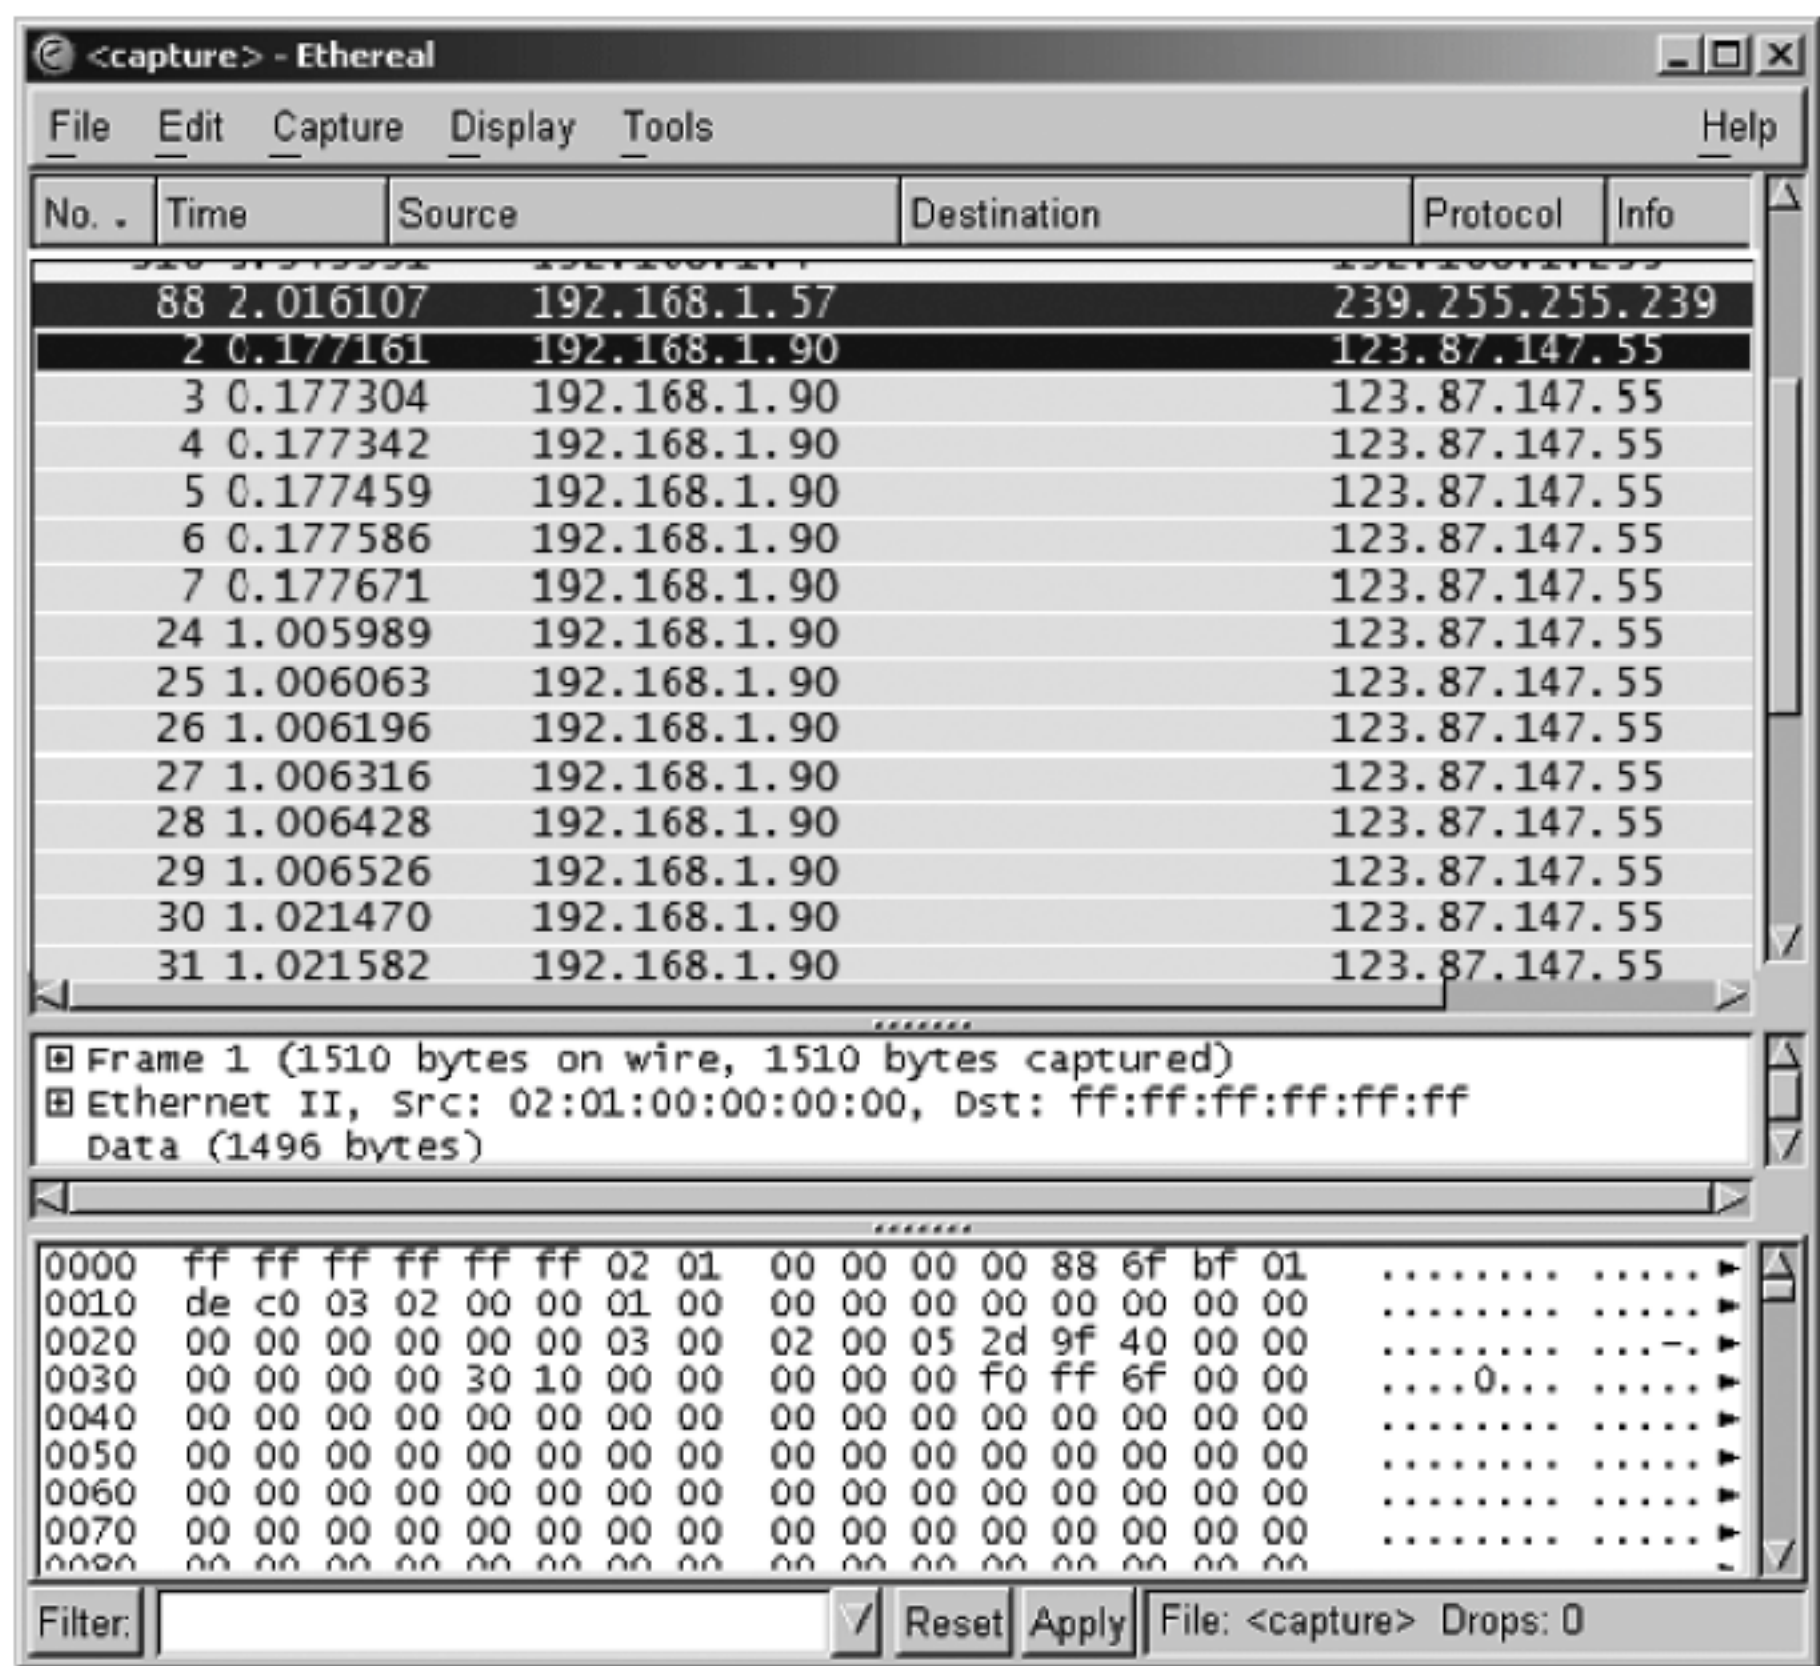 <capture> - Ethereal
File Edit Capture Display Tools Help
No. . Time Source Destination Protocol Info
88 2.016107 192.168.1.57 239.255.255.239
2 0.177161 192.168.1.90 123.87.147.55
3 0.177304 192.168.1.90 123.87.147.55
4 0.177342 192.168.1.90 123.87.147.55
5 0.177459 192.168.1.90 123.87.147.55
6 0.177586 192.168.1.90 123.87.147.55
7 0.177671 192.168.1.90 123.87.147.55
24 1.005989 192.168.1.90 123.87.147.55
25 1.006063 192.168.1.90 123.87.147.55
26 1.006196 192.168.1.90 123.87.147.55
27 1.006316 192.168.1.90 123.87.147.55
28 1.006428 192.168.1.90 123.87.147.55
29 1.006526 192.168.1.90 123.87.147.55
30 1.021470 192.168.1.90 123.87.147.55
31 1.021582 192.168.1.90 123.87.147.55
Frame 1 (1510 bytes on wire, 1510 bytes captured)
Ethernet II, Src: 02:01:00:00:00:00, Dst: ff:ff:ff:ff:ff:ff
Data (1496 bytes)
0000 ff ff ff ff ff ff 02 01 00 00 00 00 88 6f bf 01 ........ .....
0010 de c0 03 02 00 00 01 00 00 00 00 00 00 00 00 00 ........ .....
0020 00 00 00 00 00 00 03 00 02 00 05 2d 9f 40 00 00 ........ ...-.
0030 00 00 00 00 30 10 00 00 00 00 00 f0 ff 6f 00 00 ....0... .....
0040 00 00 00 00 00 00 00 00 00 00 00 00 00 00 00 00 ........ .....
0050 00 00 00 00 00 00 00 00 00 00 00 00 00 00 00 00 ........ .....
0060 00 00 00 00 00 00 00 00 00 00 00 00 00 00 00 00 ........ .....
0070 00 00 00 00 00 00 00 00 00 00 00 00 00 00 00 00 ........ .....
0080 00 00 00 00 00 00 00 00 00 00 00 00 00 00 00 00
Filter: Reset Apply File: <capture> Drops: 0